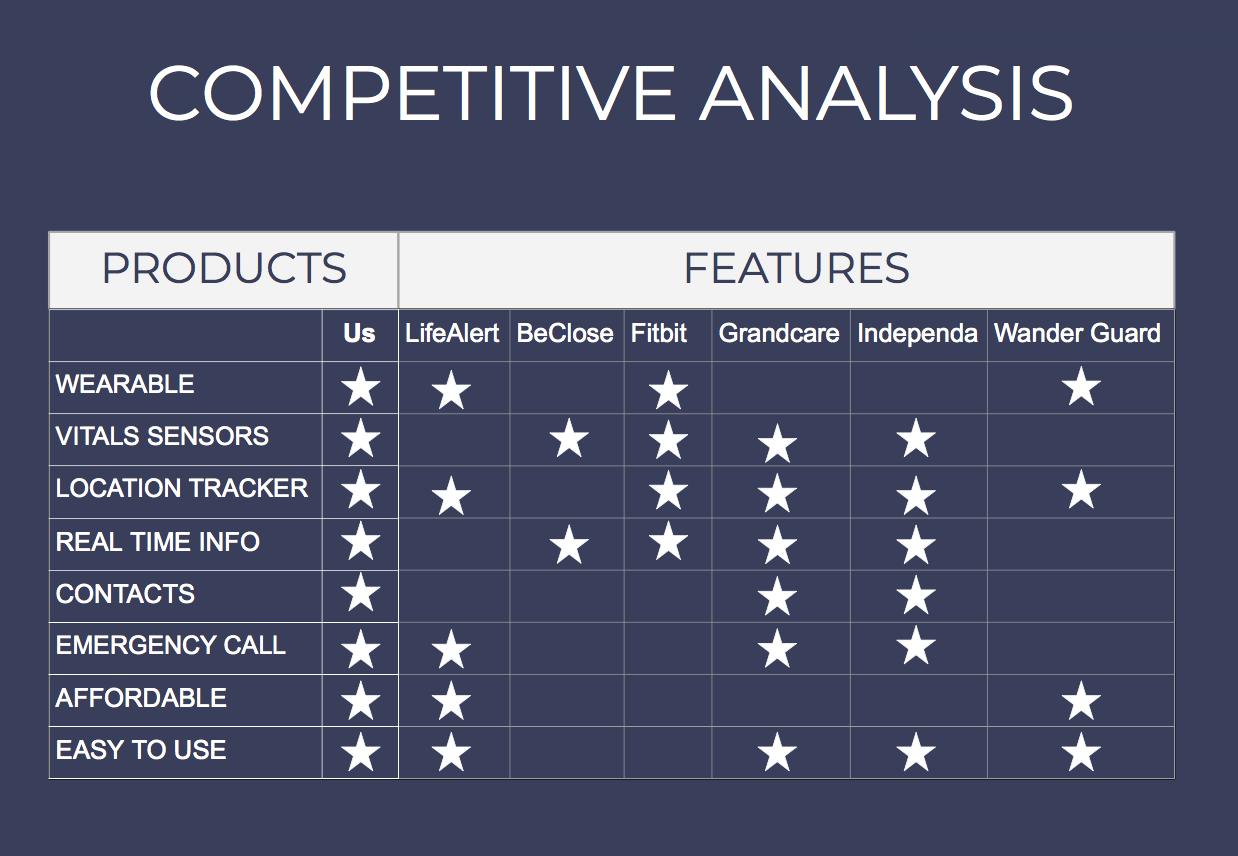 COMPETITIVE ANALYSIS
PRODUCTS FEATURES
Us LifeAlert BeClose Fitbit Grandcare Independa Wander Guard
WEARABLE
VITALS SENSORS
LOCATION TRACKER
REAL TIME INFO
CONTACTS
EMERGENCY CALL
AFFORDABLE
EASY TO USE